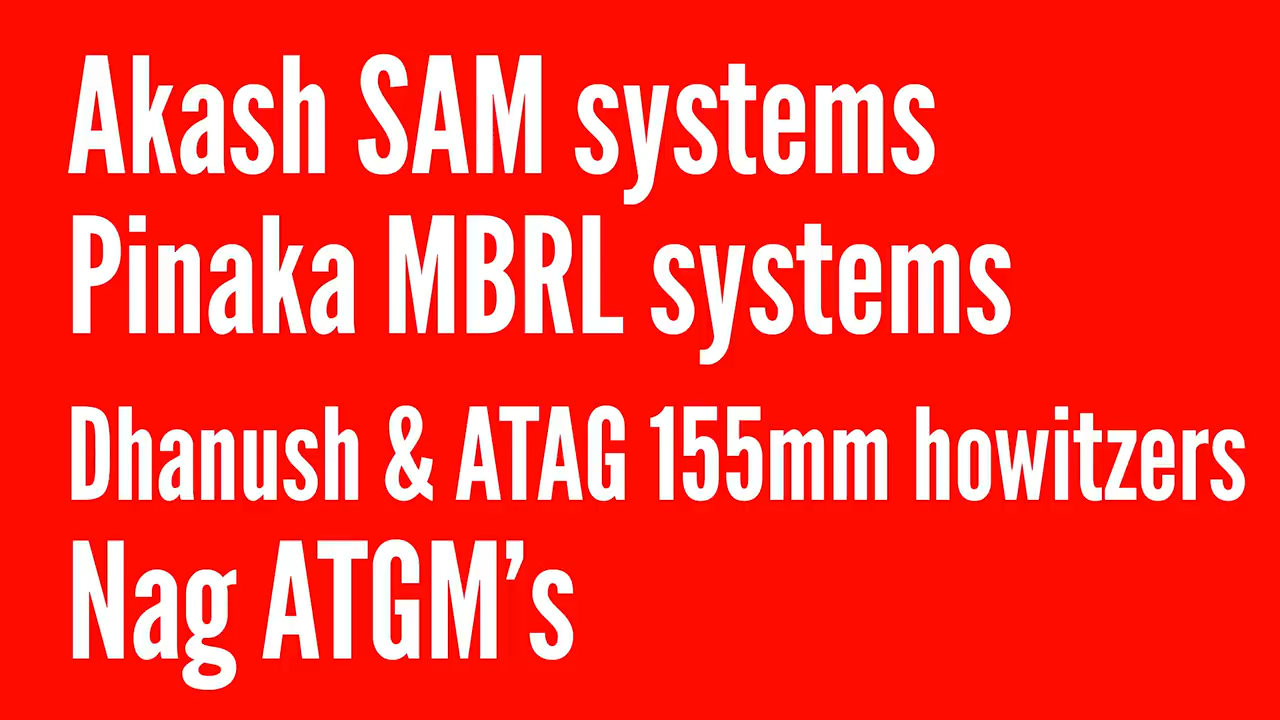 Akash SAM systems
Pinaka MBRL systems
Dhanush & ATAG 155mm howitzers
Nag ATGM’s